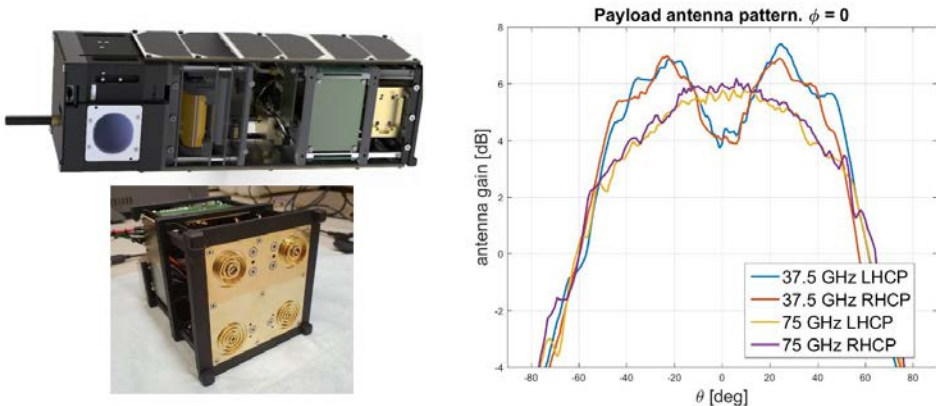 Payload antenna pattern. ϕ = 0
antenna gain [dB]
8
6
4
2
0
-2
-4
-80
-60
-40
-20
0
20
40
60
80
θ [deg]
37.5 GHz LHCP
37.5 GHz RHCP
75 GHz LHCP
75 GHz RHCP